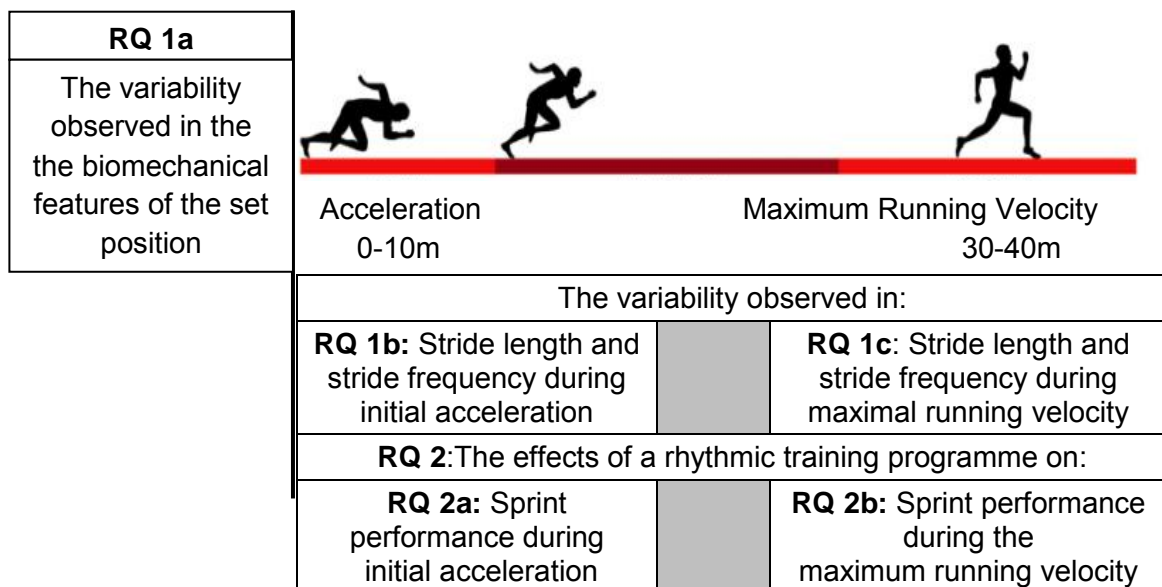 RQ 1a
The variability
observed in the
the biomechanical
features of the set
position
Acceleration
0-10m
Maximum Running Velocity
30-40m
The variability observed in:
RQ 1b: Stride length and
stride frequency during
initial acceleration
RQ 1c: Stride length and
stride frequency during
maximal running velocity
RQ 2:The effects of a rhythmic training programme on:
RQ 2a: Sprint
performance during
initial acceleration
RQ 2b: Sprint performance
during the
maximum running velocity